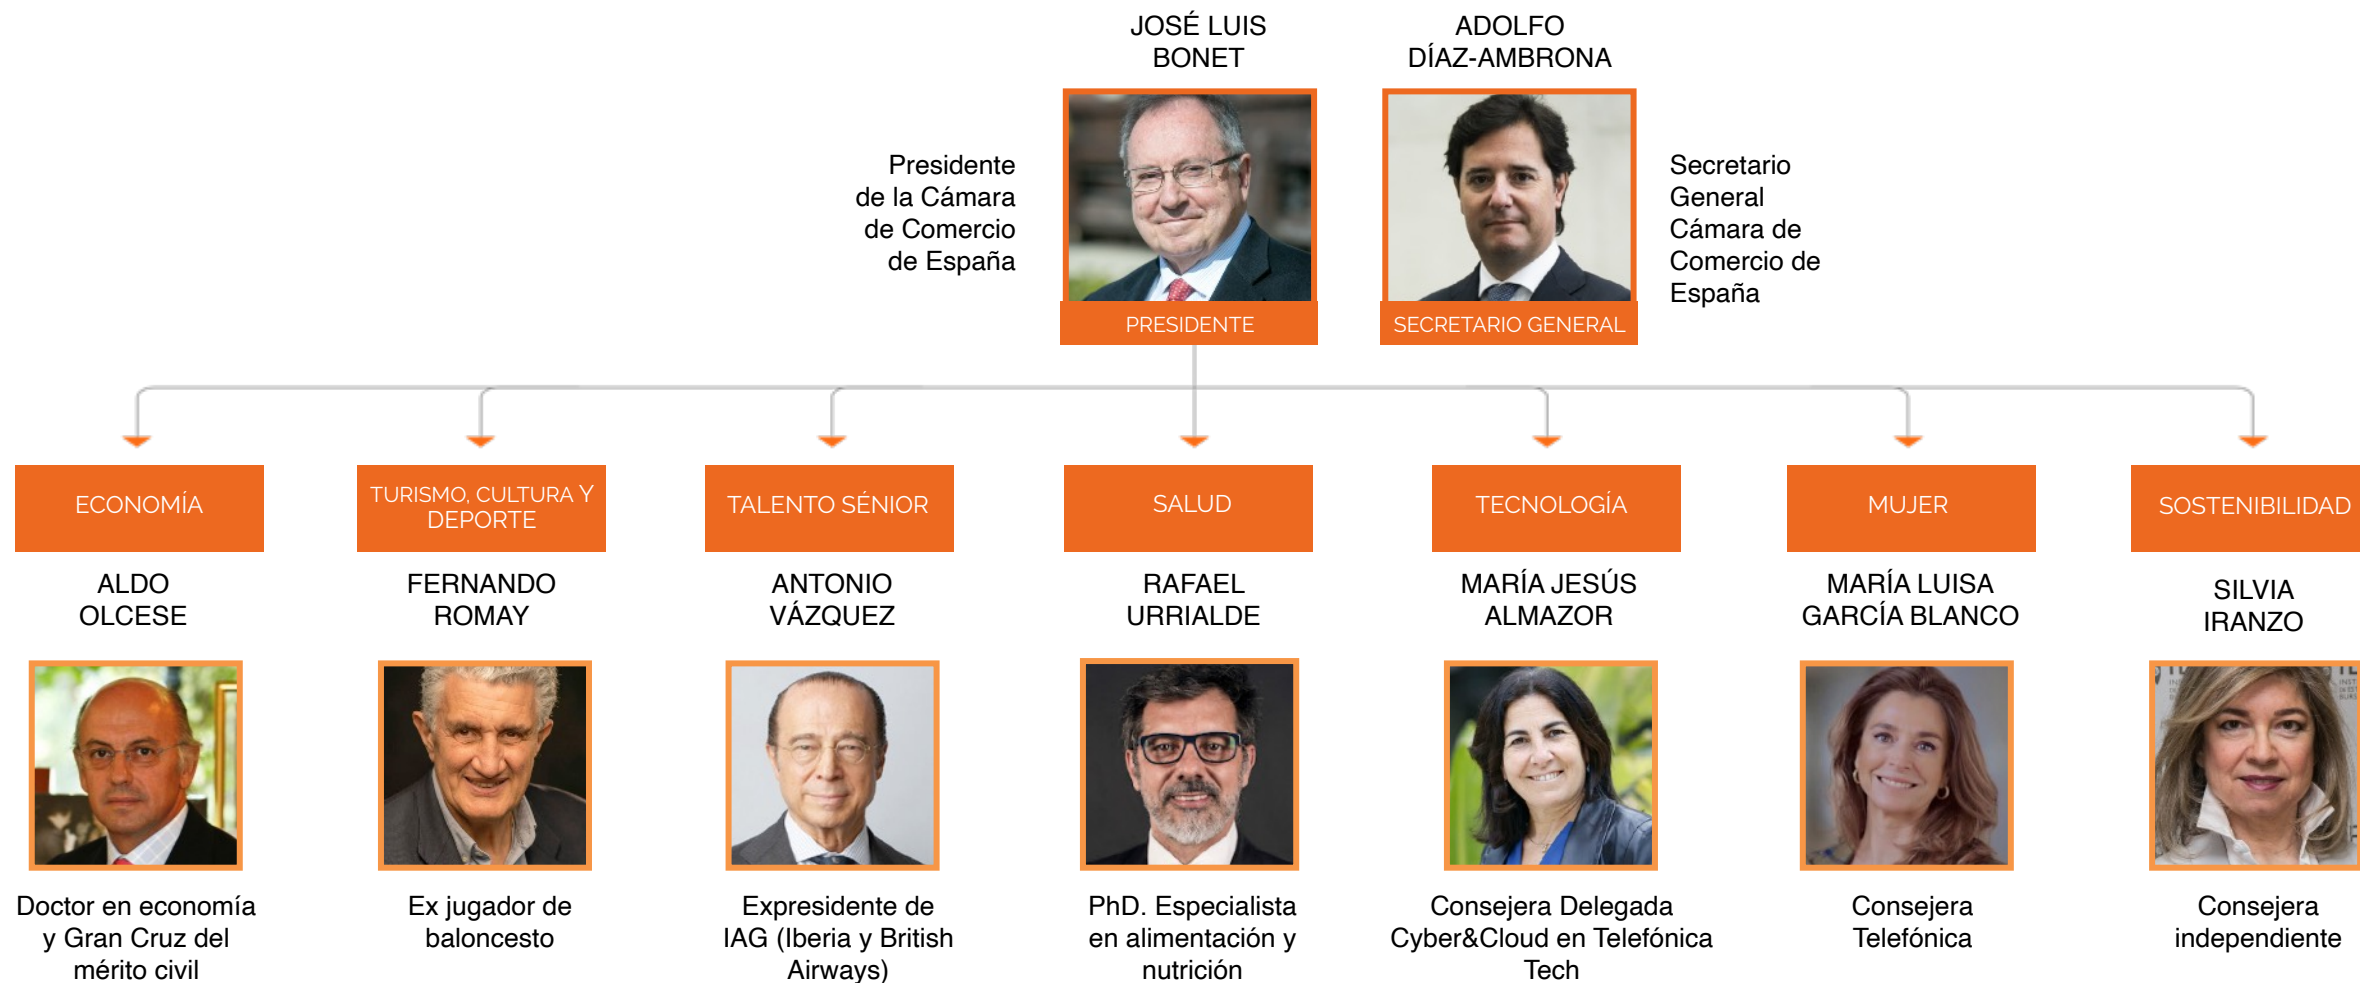 JOSÉ LUIS
BONET
ADOLFO
DÍAZ-AMBRONA
Presidente
de la Cámara
de Comercio
de España
Secretario
General
Cámara de
Comercio de
España
PRESIDENTE
SECRETARIO GENERAL
ECONOMÍA
TURISMO, CULTURA Y
DEPORTE
TALENTO SÉNIOR
SALUD
TECNOLOGÍA
MUJER
SOSTENIBILIDAD
ALDO
OLCESE
FERNANDO
ROMAY
ANTONIO
VÁZQUEZ
RAFAEL
URRIALDE
MARÍA JESÚS
ALMAZOR
MARÍA LUISA
GARCÍA BLANCO
SILVIA
IRANZO
Doctor en economía
y Gran Cruz del
mérito civil
Ex jugador de
baloncesto
Expresidente de
IAG (Iberia y British
Airways)
PhD. Especialista
en alimentación y
nutrición
Consejera Delegada
Cyber&Cloud en Telefónica
Tech
Consejera
Telefónica
Consejera
independiente